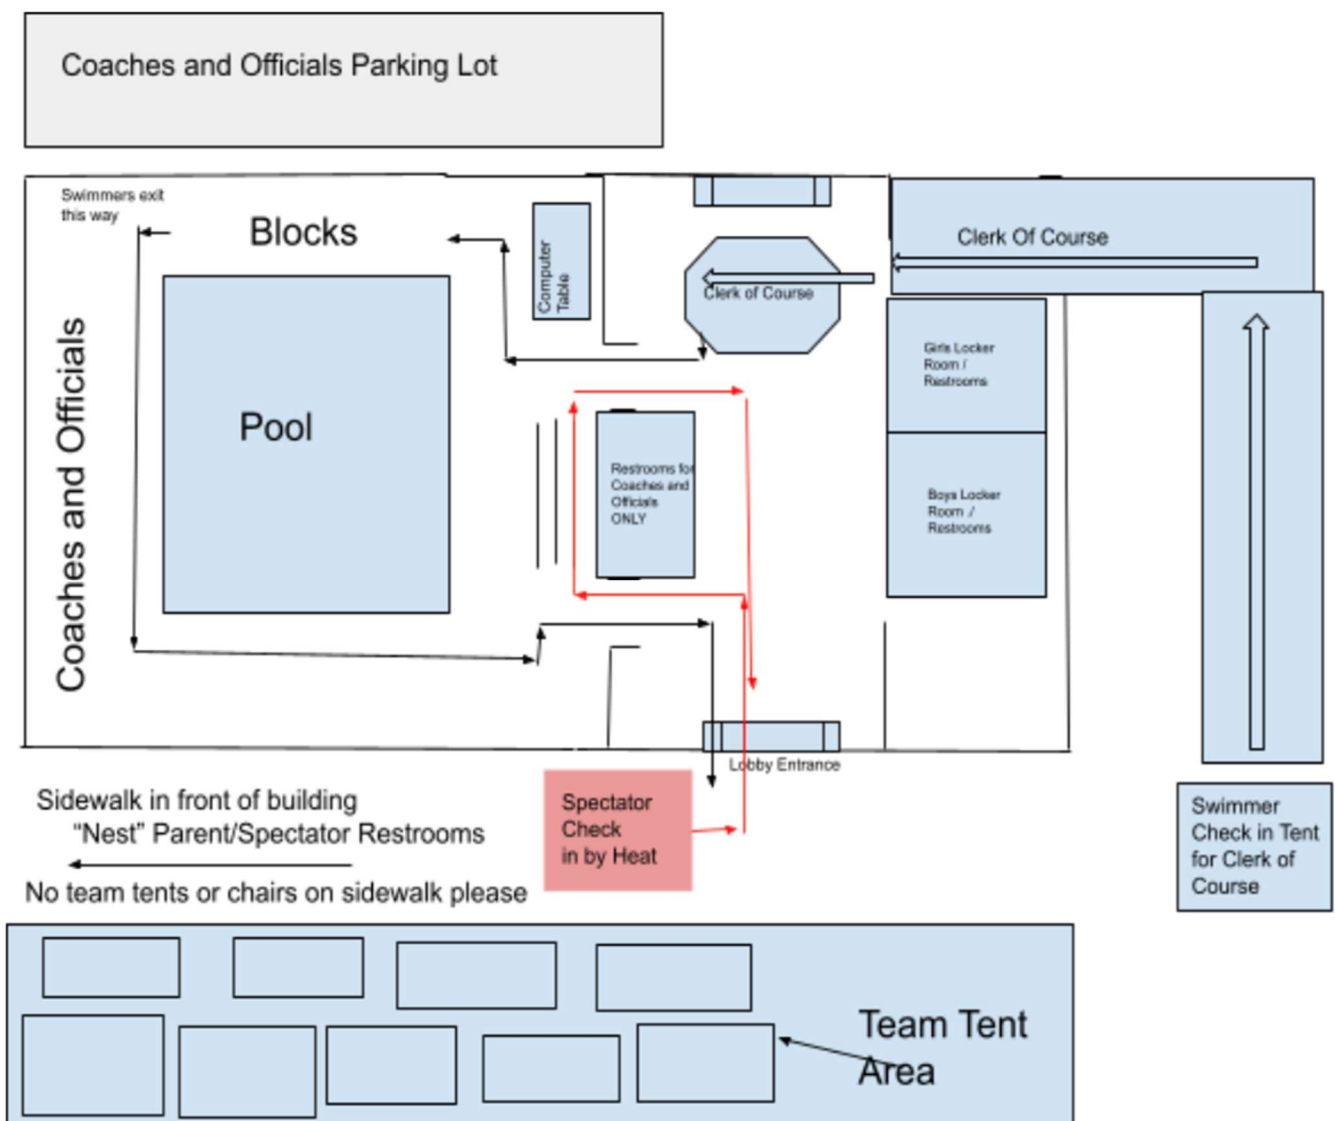 Coaches and Officials Parking Lot
Swimmers exit
this way
Blocks
Computer
Table
Clerk Of Course
Clerk of Course
Girls Locker
Room /
Restrooms
Coaches and Officials
Pool
Restrooms for
Coaches and
Officials
ONLY
Boys Locker
Room /
Restrooms
Lobby Entrance
Sidewalk in front of building
“Nest” Parent/Spectator Restrooms
No team tents or chairs on sidewalk please
Spectator
Check
in by Heat
Swimmer
Check in Tent
for Clerk of
Course
Team Tent
Area